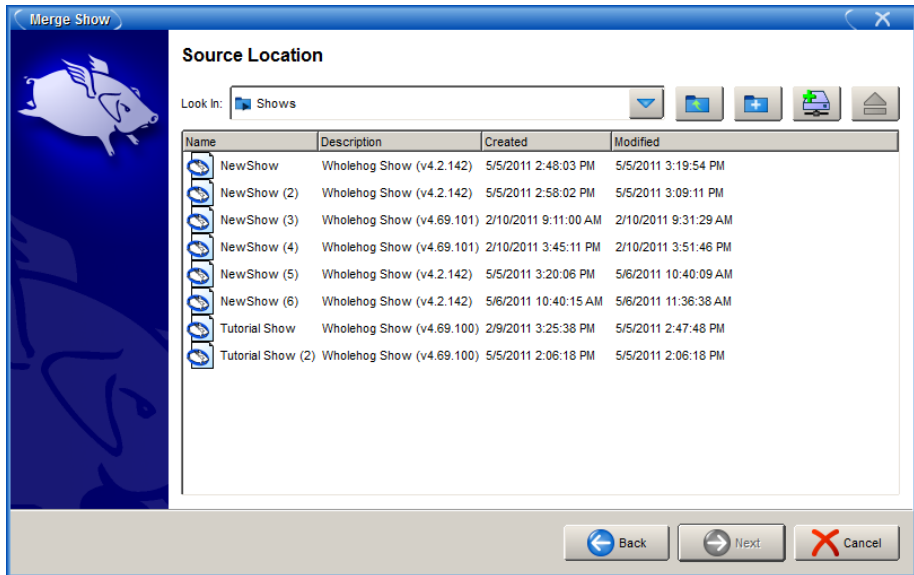 Merge Show
Source Location
Look In: Shows
Name Description Created Modified
NewShow Wholehog Show (v4.2.142) 5/5/2011 2:48:03 PM 5/5/2011 3:19:54 PM
NewShow (2) Wholehog Show (v4.2.142) 5/5/2011 2:58:02 PM 5/5/2011 3:09:11 PM
NewShow (3) Wholehog Show (v4.69.101) 2/10/2011 9:11:00 AM 2/10/2011 9:31:29 AM
NewShow (4) Wholehog Show (v4.69.101) 2/10/2011 3:45:11 PM 2/10/2011 3:51:46 PM
NewShow (5) Wholehog Show (v4.2.142) 5/5/2011 3:20:06 PM 5/6/2011 10:40:09 AM
NewShow (6) Wholehog Show (v4.2.142) 5/6/2011 10:40:15 AM 5/6/2011 11:36:38 AM
Tutorial Show Wholehog Show (v4.69.100) 2/9/2011 3:25:38 PM 5/5/2011 2:47:48 PM
Tutorial Show (2) Wholehog Show (v4.69.100) 5/5/2011 2:06:18 PM 5/5/2011 2:06:18 PM
Back Next Cancel